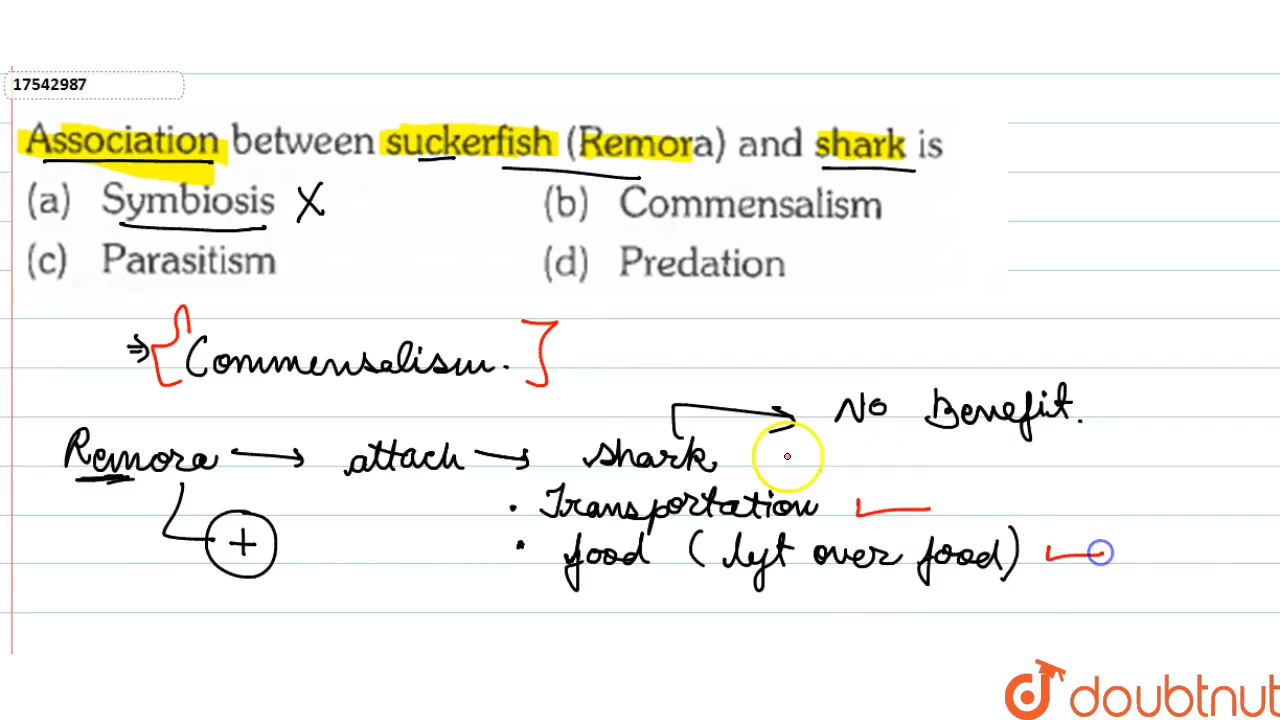 17542987
Association between suckerfish (Remora) and shark is
(a) Symbiosis X (b) Commensalism
(c) Parasitism (d) Predation
⇒ { Commensalism. ]
No Benefit.
Remora → attach → shark
• Transportation
+ • food (left over food)
doubtnut